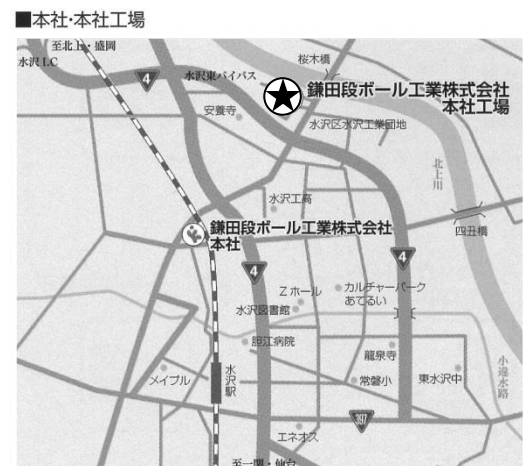 ■本社・本社工場
至北上・盛岡
水沢I.C
4
水沢東バイパス
桜木橋
安養寺
鎌田段ボール工業株式会社
本社工場
水沢区水沢工業団地
北上川
水沢工高
四丑橋
鎌田段ボール工業株式会社
本社
4
4
Zホール
カルチャーパーク
あてるい
水沢図書館
胆江病院
龍泉寺
小違水路
メイプル
水沢駅
常磐小
東水沢中
397
エネオス
至一関・仙台